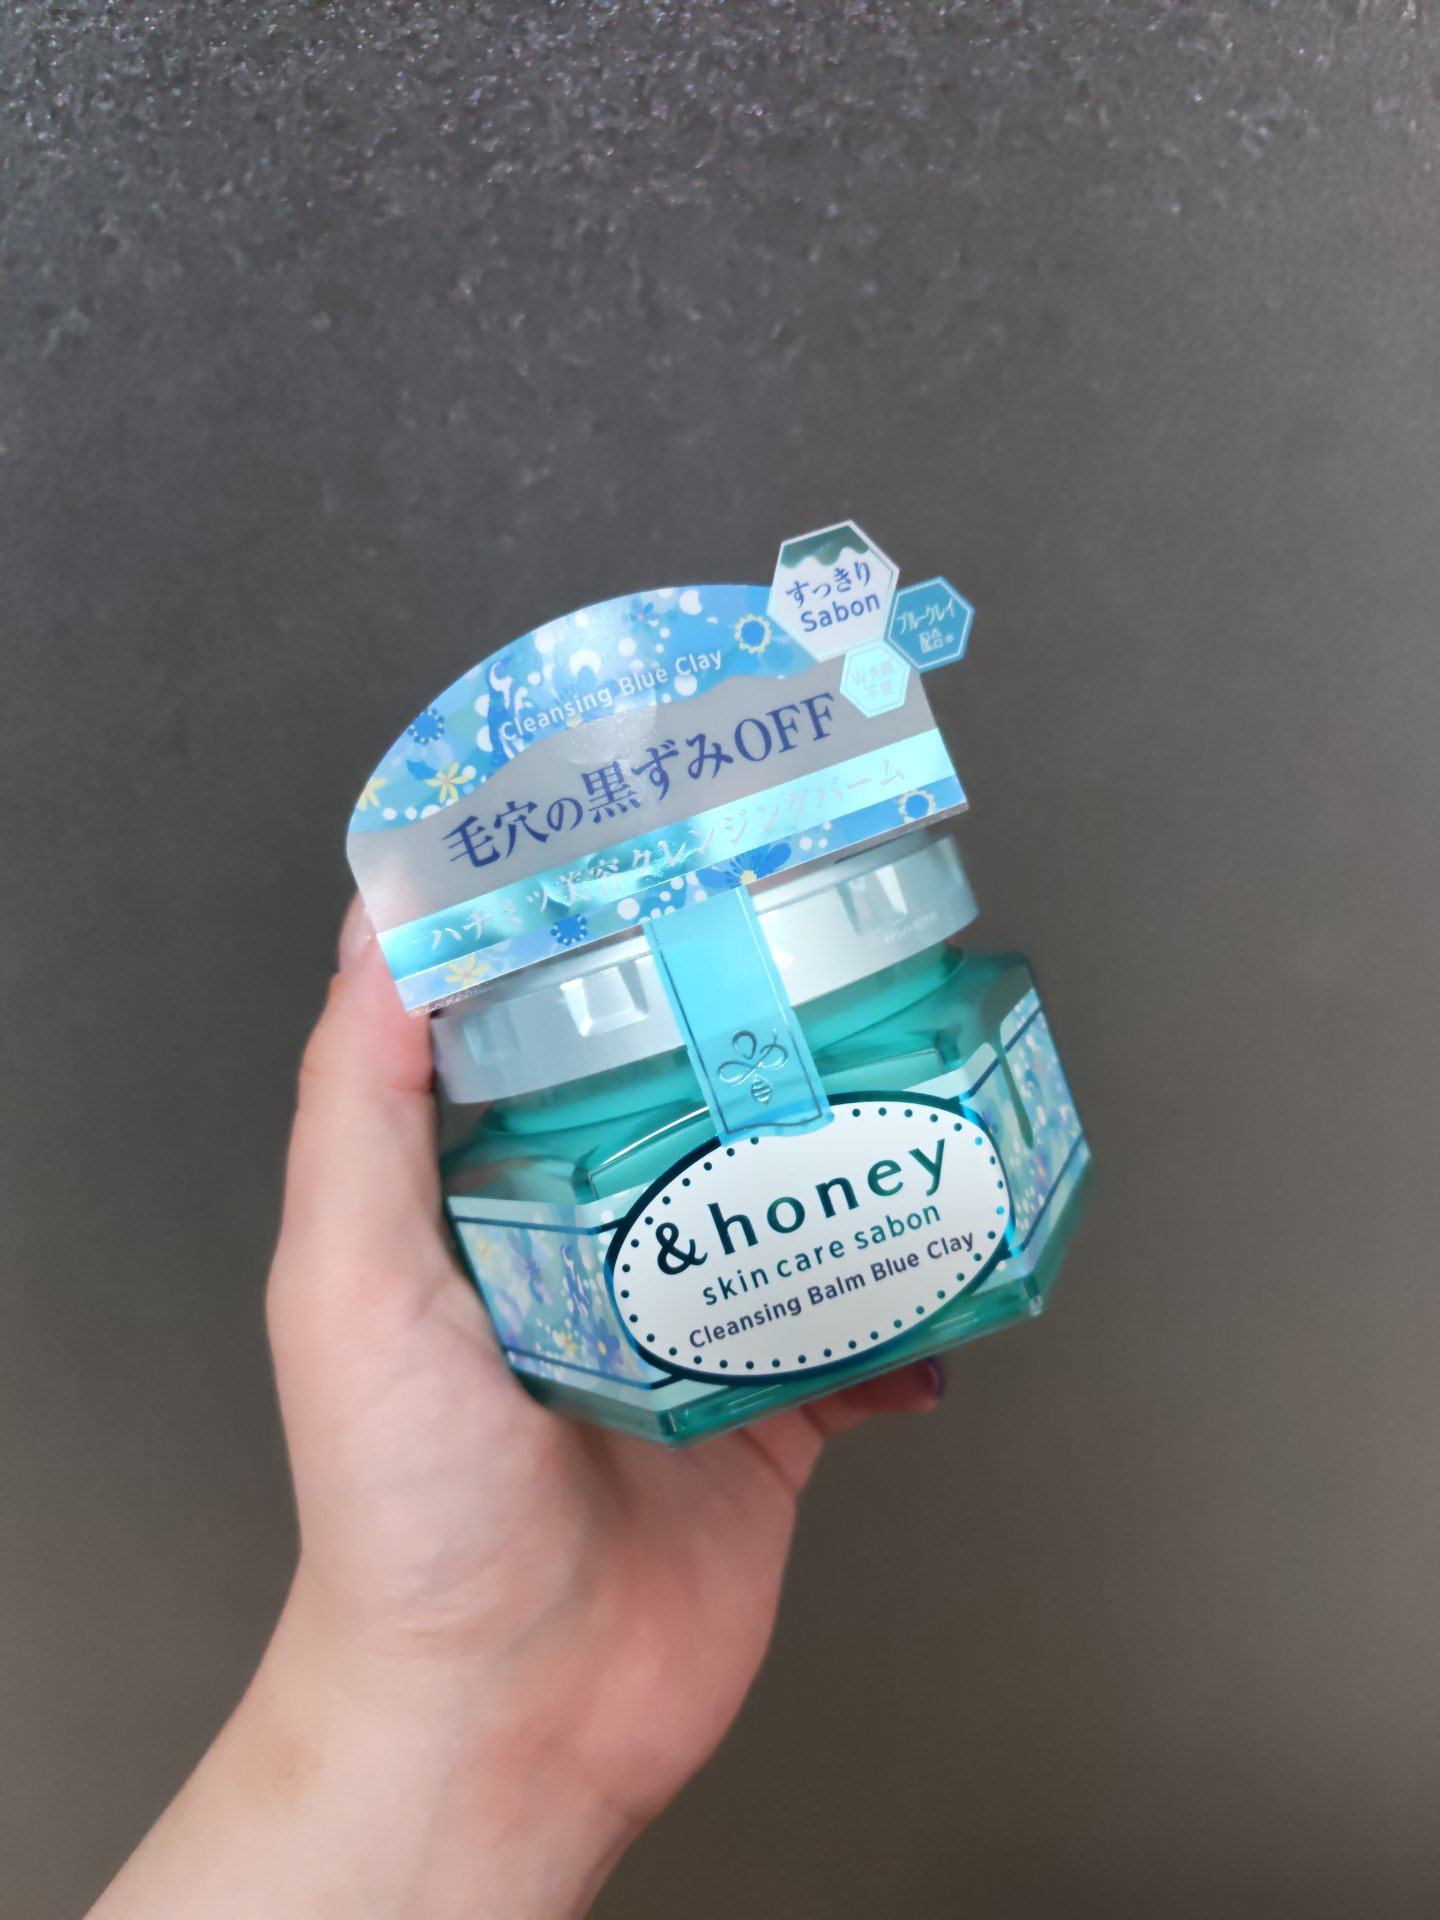 すっきり
Sabon
ブルークレイ
配合*
W洗顔
不要
Cleansing Blue Clay
毛穴の黒ずみOFF
ハチミツ美容クレンジングバーム
&honey
skin care sabon
Cleansing Balm Blue Clay